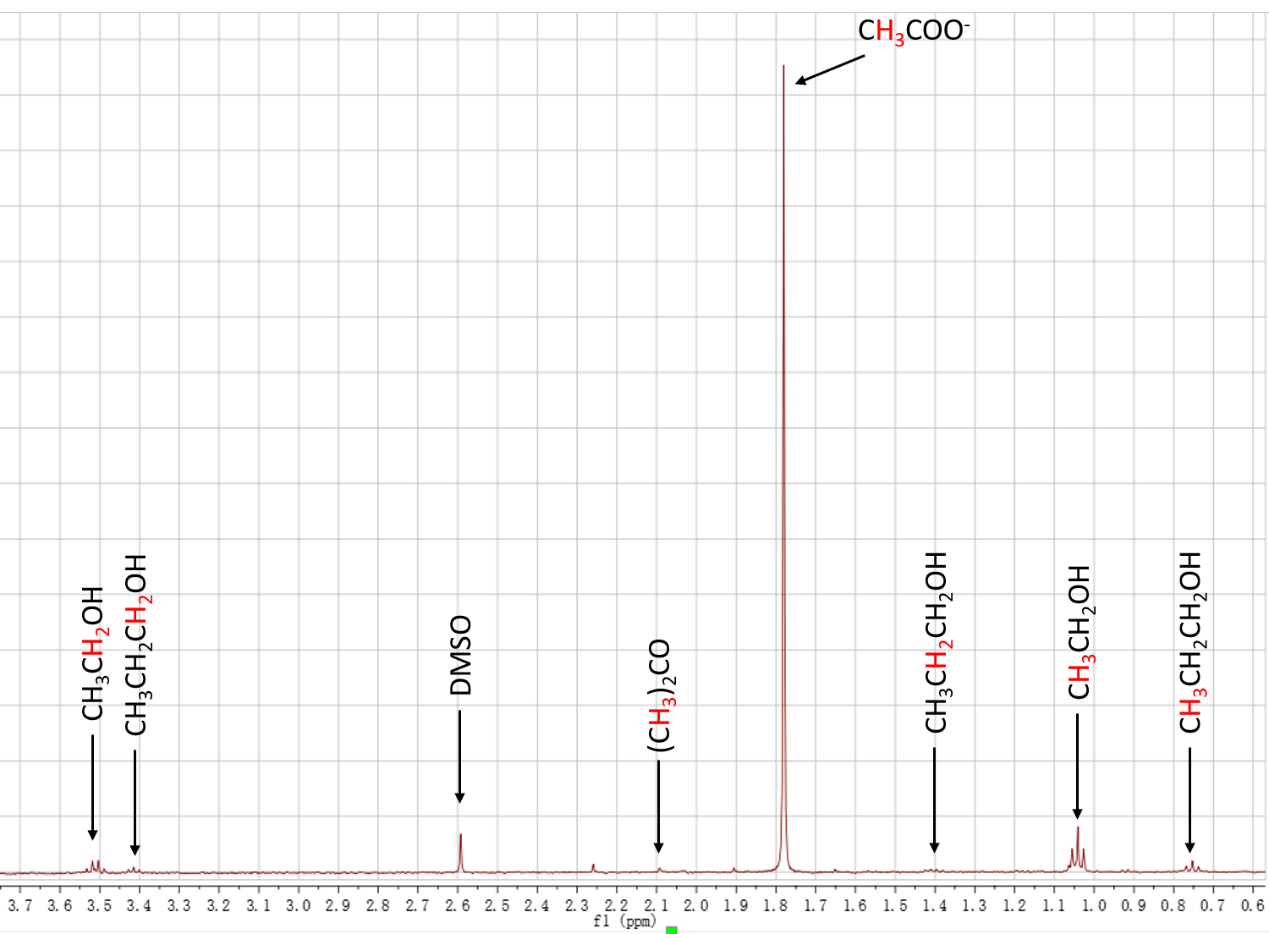 CH₃COO⁻
CH₃CH₂OH
CH₃CH₂CH₂OH
DMSO
(CH₃)₂CO
CH₃CH₂CH₂OH
CH₃CH₂OH
CH₃CH₂CH₂OH
3.7 3.6 3.5 3.4 3.3 3.2 3.1 3.0 2.9 2.8 2.7 2.6 2.5 2.4 2.3 2.2 2.1 2.0 1.9 1.8 1.7 1.6 1.5 1.4 1.3 1.2 1.1 1.0 0.9 0.8 0.7 0.6
f1 (ppm)